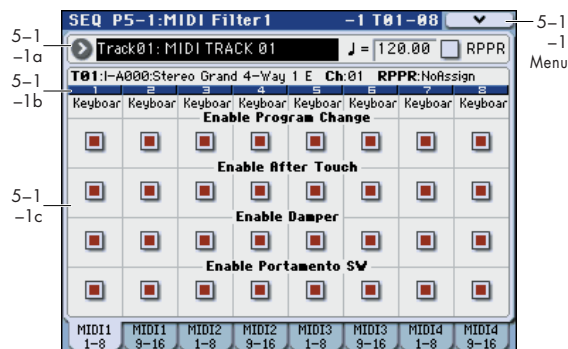 SEQ P5-1:MIDI Filter1 -1 T01-08
5-1
-1
Menu
5-1
-1a
Track01: MIDI TRACK 01 ♩= 120.00 RPPR
5-1
-1b
T01:I-A000:Stereo Grand 4-Way 1 E Ch:01 RPPR:NoAssign
1 2 3 4 5 6 7 8
Keyboar Keyboar Keyboar Keyboar Keyboar Keyboar Keyboar Keyboar
Enable Program Change
Enable After Touch
5-1
-1c
Enable Damper
Enable Portamento SW
MIDI1 MIDI1 MIDI2 MIDI2 MIDI3 MIDI3 MIDI4 MIDI4
1-8 9-16 1-8 9-16 1-8 9-16 1-8 9-16